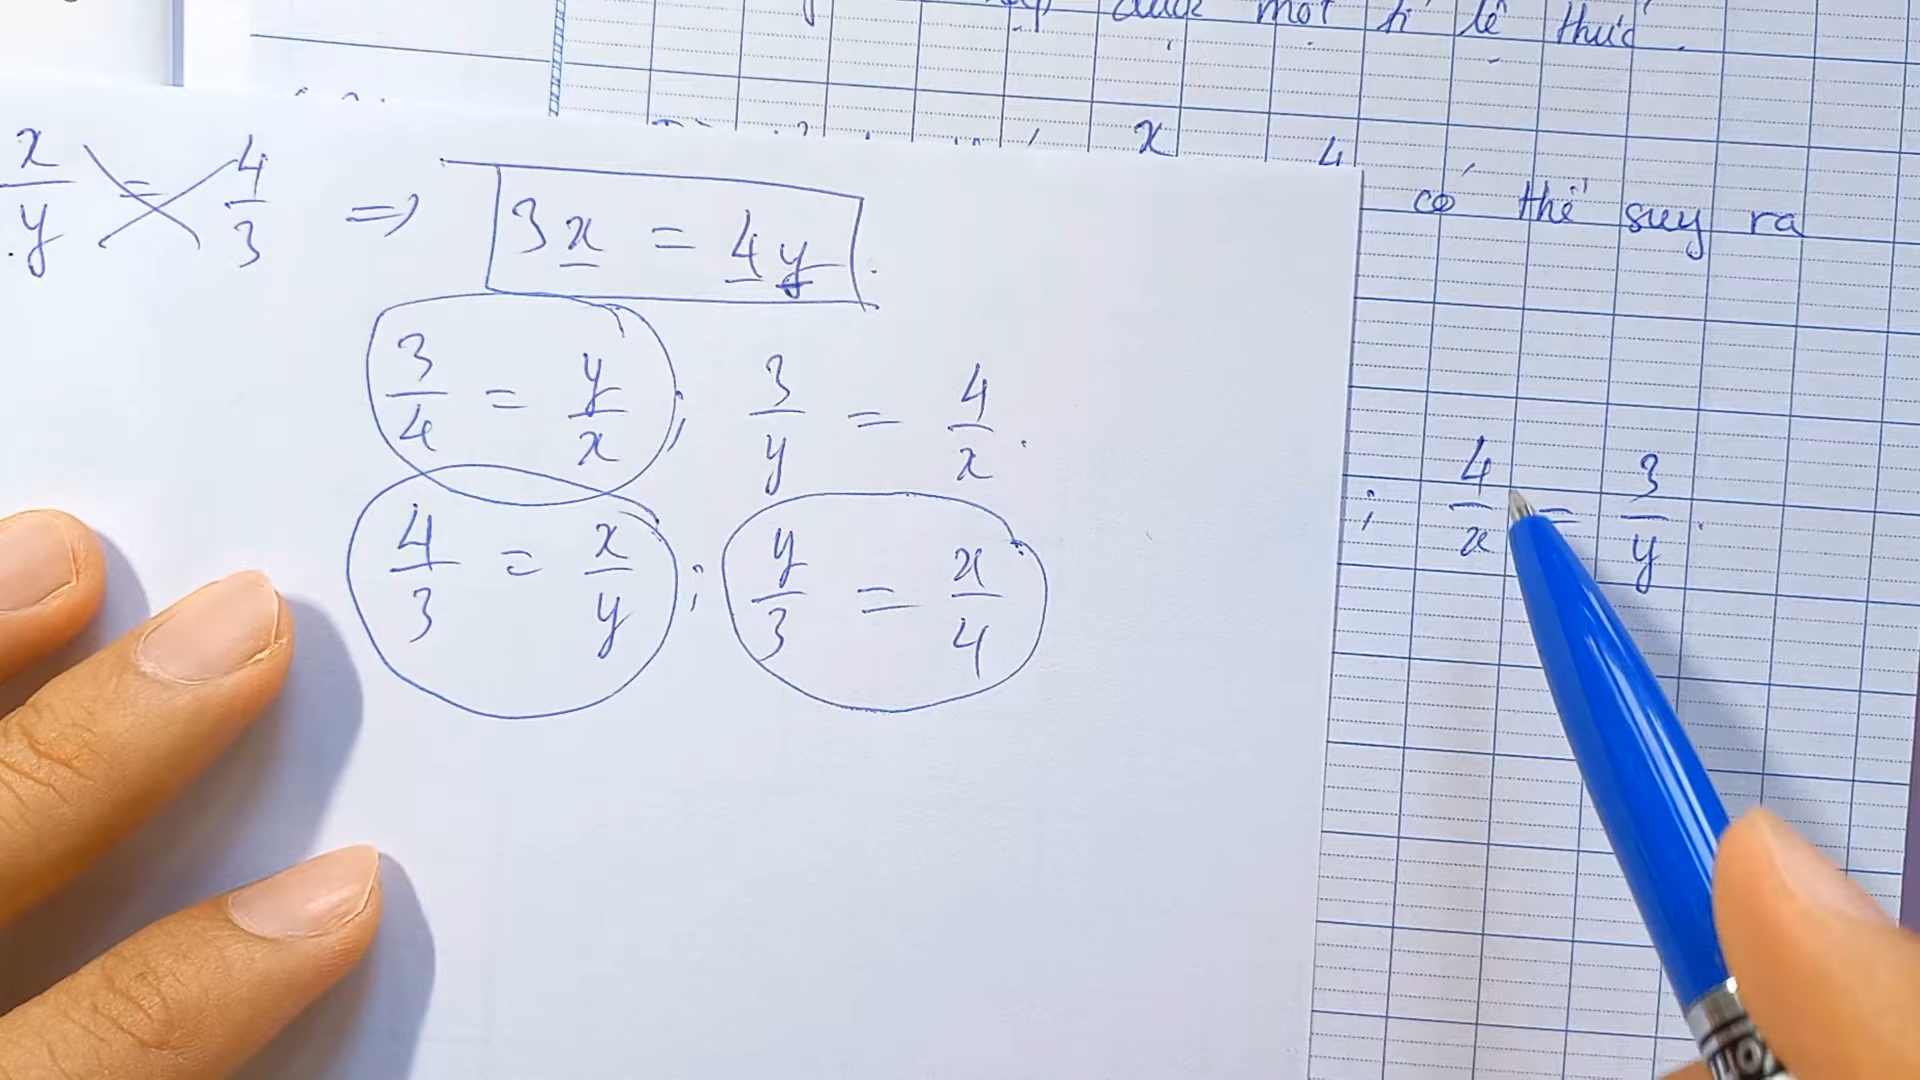 một tỉ lệ thức.
x 4
có thể suy ra
x/y = 4/3 => 3x = 4y.
3/4 = y/x ; 3/y = 4/x.
; 4/x = 3/y.
4/3 = x/y ; y/3 = x/4